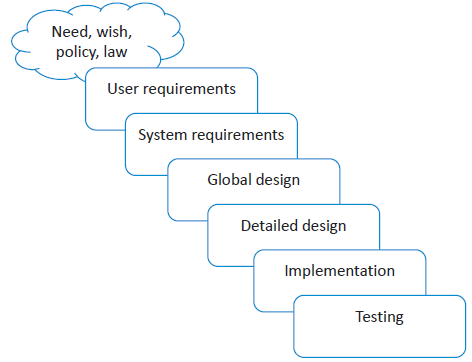 Need, wish,
policy, law
User requirements
System requirements
Global design
Detailed design
Implementation
Testing